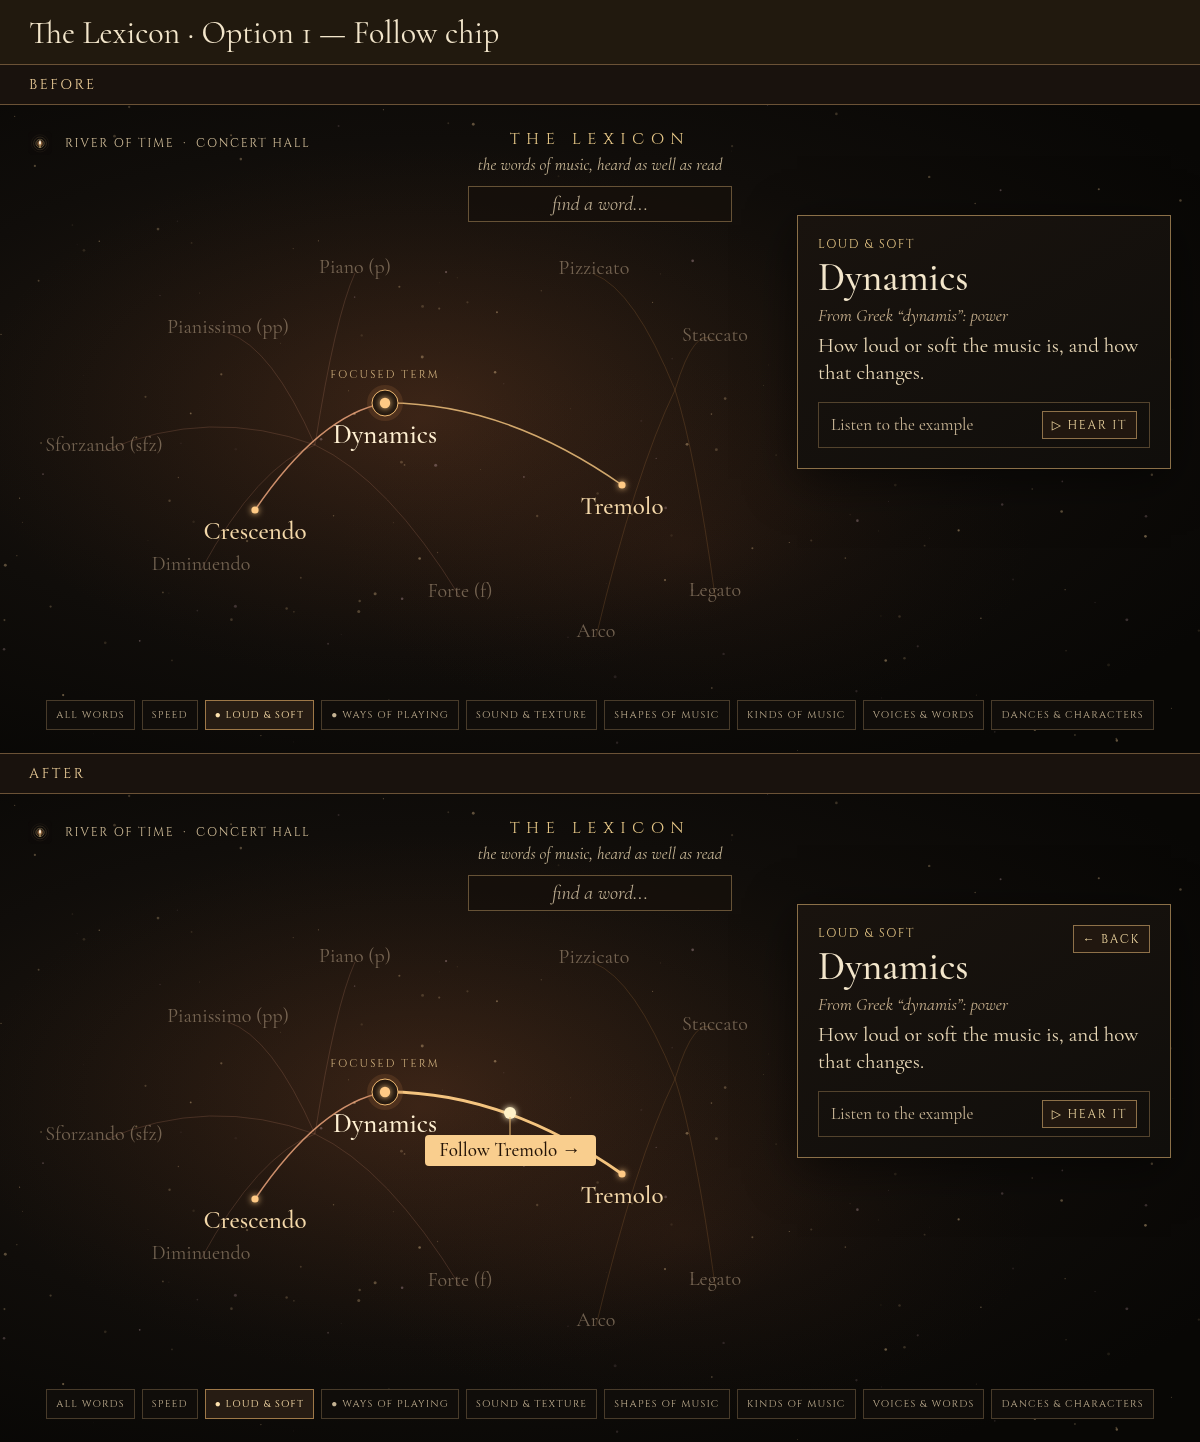 The Lexicon · Option 1 — Follow chip
BEFORE
RIVER OF TIME · CONCERT HALL
THE LEXICON
the words of music, heard as well as read
find a word...
LOUD & SOFT
Dynamics
From Greek “dynamis”: power
How loud or soft the music is, and how
that changes.
Listen to the example
▷ HEAR IT
Piano (p)
Pizzicato
Pianissimo (pp)
Staccato
FOCUSED TERM
Dynamics
Sforzando (sfz)
Tremolo
Crescendo
Diminuendo
Forte (f)
Legato
Arco
ALL WORDS
SPEED
● LOUD & SOFT
● WAYS OF PLAYING
SOUND & TEXTURE
SHAPES OF MUSIC
KINDS OF MUSIC
VOICES & WORDS
DANCES & CHARACTERS
AFTER
RIVER OF TIME · CONCERT HALL
THE LEXICON
the words of music, heard as well as read
find a word...
LOUD & SOFT
← BACK
Dynamics
From Greek “dynamis”: power
How loud or soft the music is, and how
that changes.
Listen to the example
▷ HEAR IT
Piano (p)
Pizzicato
Pianissimo (pp)
Staccato
FOCUSED TERM
Dynamics
Sforzando (sfz)
Follow Tremolo →
Tremolo
Crescendo
Diminuendo
Forte (f)
Legato
Arco
ALL WORDS
SPEED
● LOUD & SOFT
● WAYS OF PLAYING
SOUND & TEXTURE
SHAPES OF MUSIC
KINDS OF MUSIC
VOICES & WORDS
DANCES & CHARACTERS